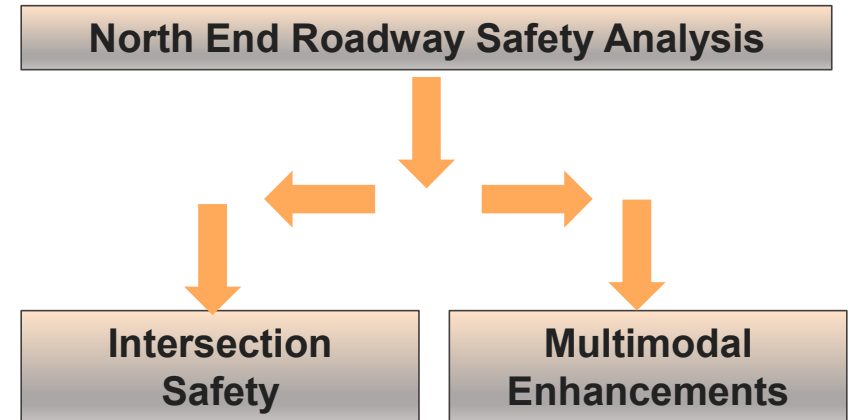 North End Roadway Safety Analysis
Intersection
Safety
Multimodal
Enhancements